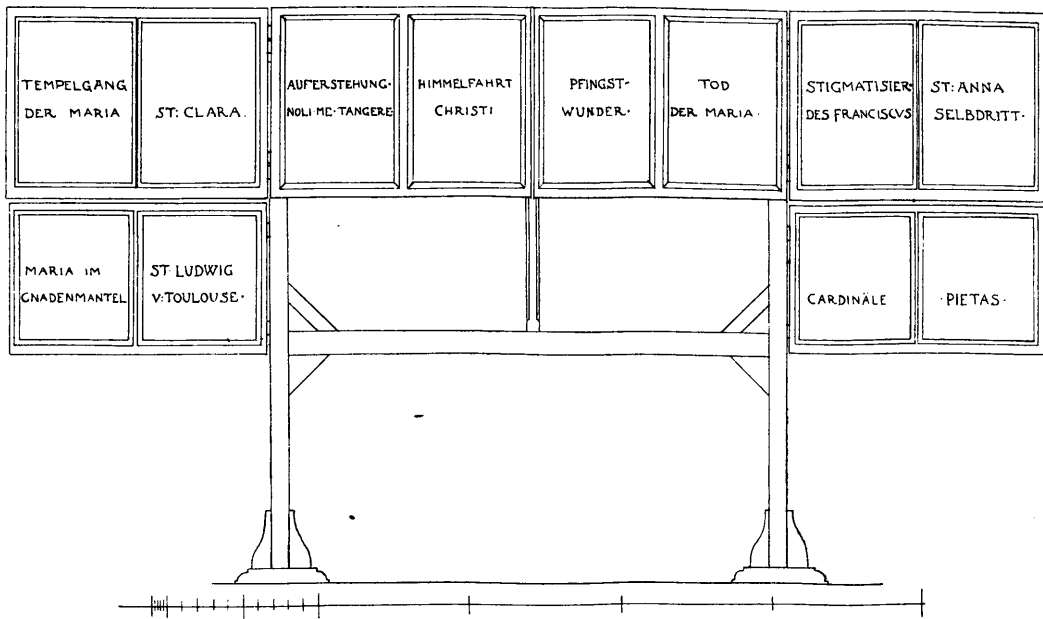 TEMPELGANG
DER MARIA
ST: CLARA.
AUFERSTEHUNG·
NOLI·ME·TANGERE
HIMMELFAHRT
CHRISTI
PFINGST-
WUNDER·
TOD
DER MARIA.
STIGMATISIER·
DES FRANCISCVS
ST: ANNA
SELBDRITT·
MARIA IM
GNADENMANTEL
ST· LUDWIG
V: TOULOUSE·
CARDINÄLE
·PIETAS·